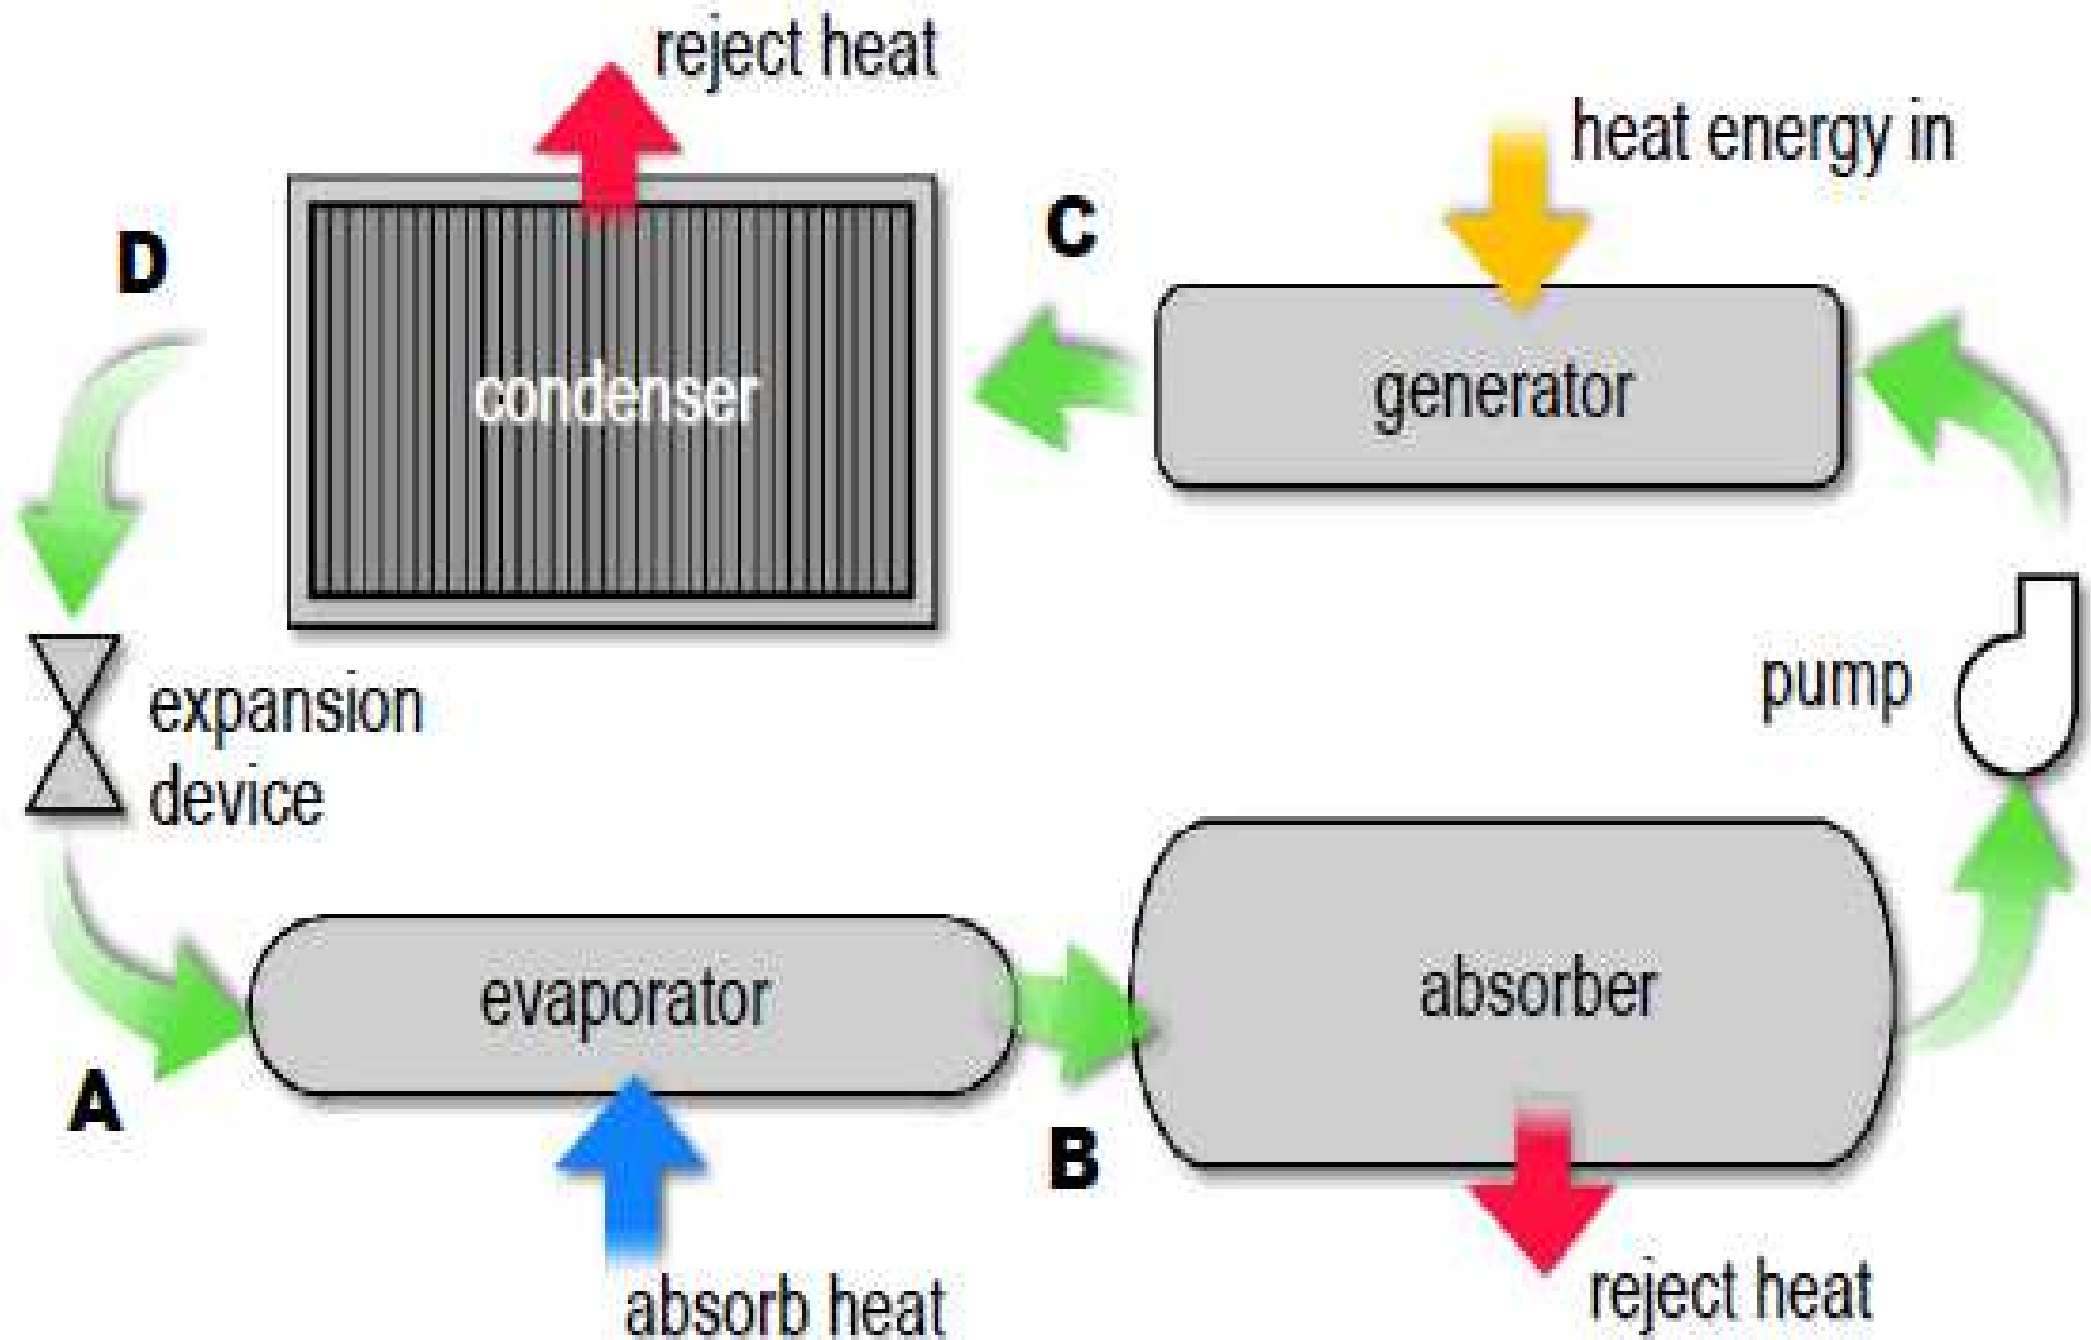 reject heat
heat energy in
C
D
condenser
generator
expansion
device
pump
evaporator
absorber
A
B
absorb heat
reject heat